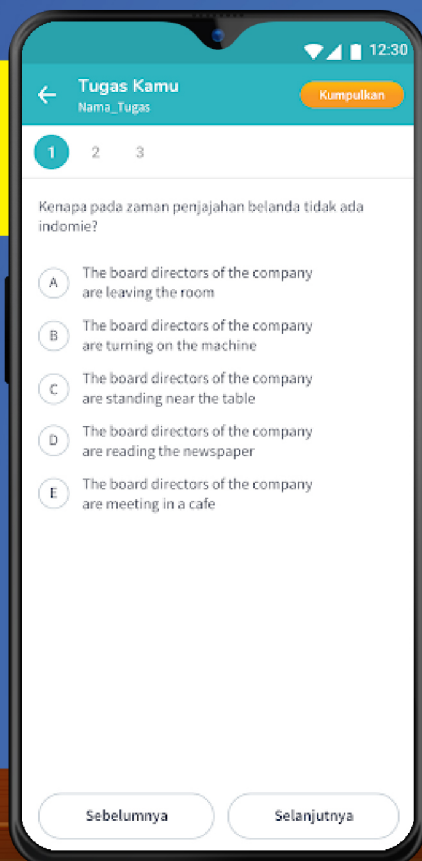 12:30
Tugas Kamu
Nama_Tugas
Kumpulkan
1 2 3
Kenapa pada zaman penjajahan belanda tidak ada
indomie?
A The board directors of the company
are leaving the room
B The board directors of the company
are turning on the machine
C The board directors of the company
are standing near the table
D The board directors of the company
are reading the newspaper
E The board directors of the company
are meeting in a cafe
Sebelumnya
Selanjutnya